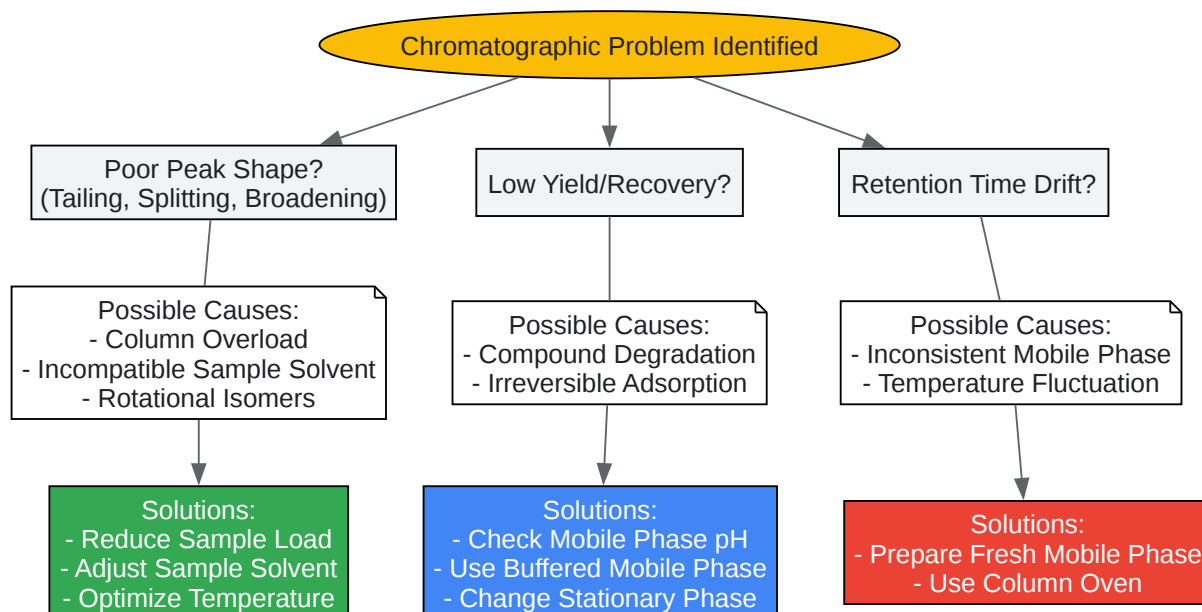 Chromatographic Problem Identified
Poor Peak Shape?
(Tailing, Splitting, Broadening)
Low Yield/Recovery?
Retention Time Drift?
Possible Causes:
- Column Overload
- Incompatible Sample Solvent
- Rotational Isomers
Possible Causes:
- Compound Degradation
- Irreversible Adsorption
Possible Causes:
- Inconsistent Mobile Phase
- Temperature Fluctuation
Solutions:
- Reduce Sample Load
- Adjust Sample Solvent
- Optimize Temperature
Solutions:
- Check Mobile Phase pH
- Use Buffered Mobile Phase
- Change Stationary Phase
Solutions:
- Prepare Fresh Mobile Phase
- Use Column Oven